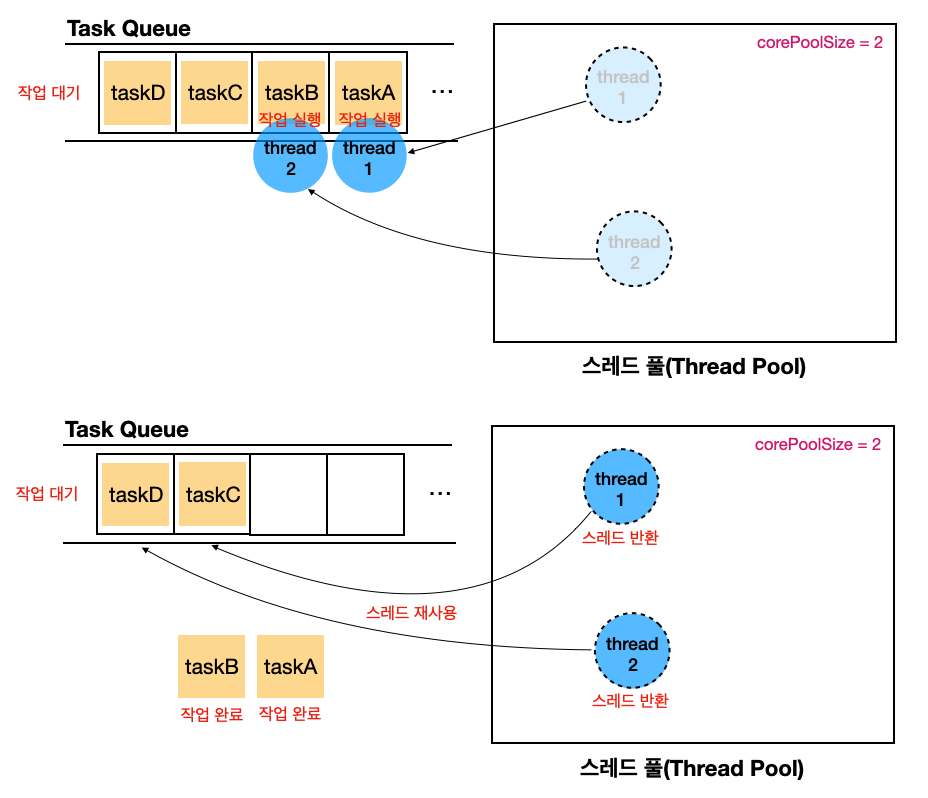 Task Queue
corePoolSize = 2
작업 대기
taskD
taskC
taskB
taskA
...
작업 실행
작업 실행
thread
2
thread
1
thread
1
thread
2
스레드 풀(Thread Pool)
Task Queue
corePoolSize = 2
작업 대기
taskD
taskC
...
thread
1
스레드 반환
스레드 재사용
thread
2
스레드 반환
taskB
taskA
작업 완료
작업 완료
스레드 풀(Thread Pool)